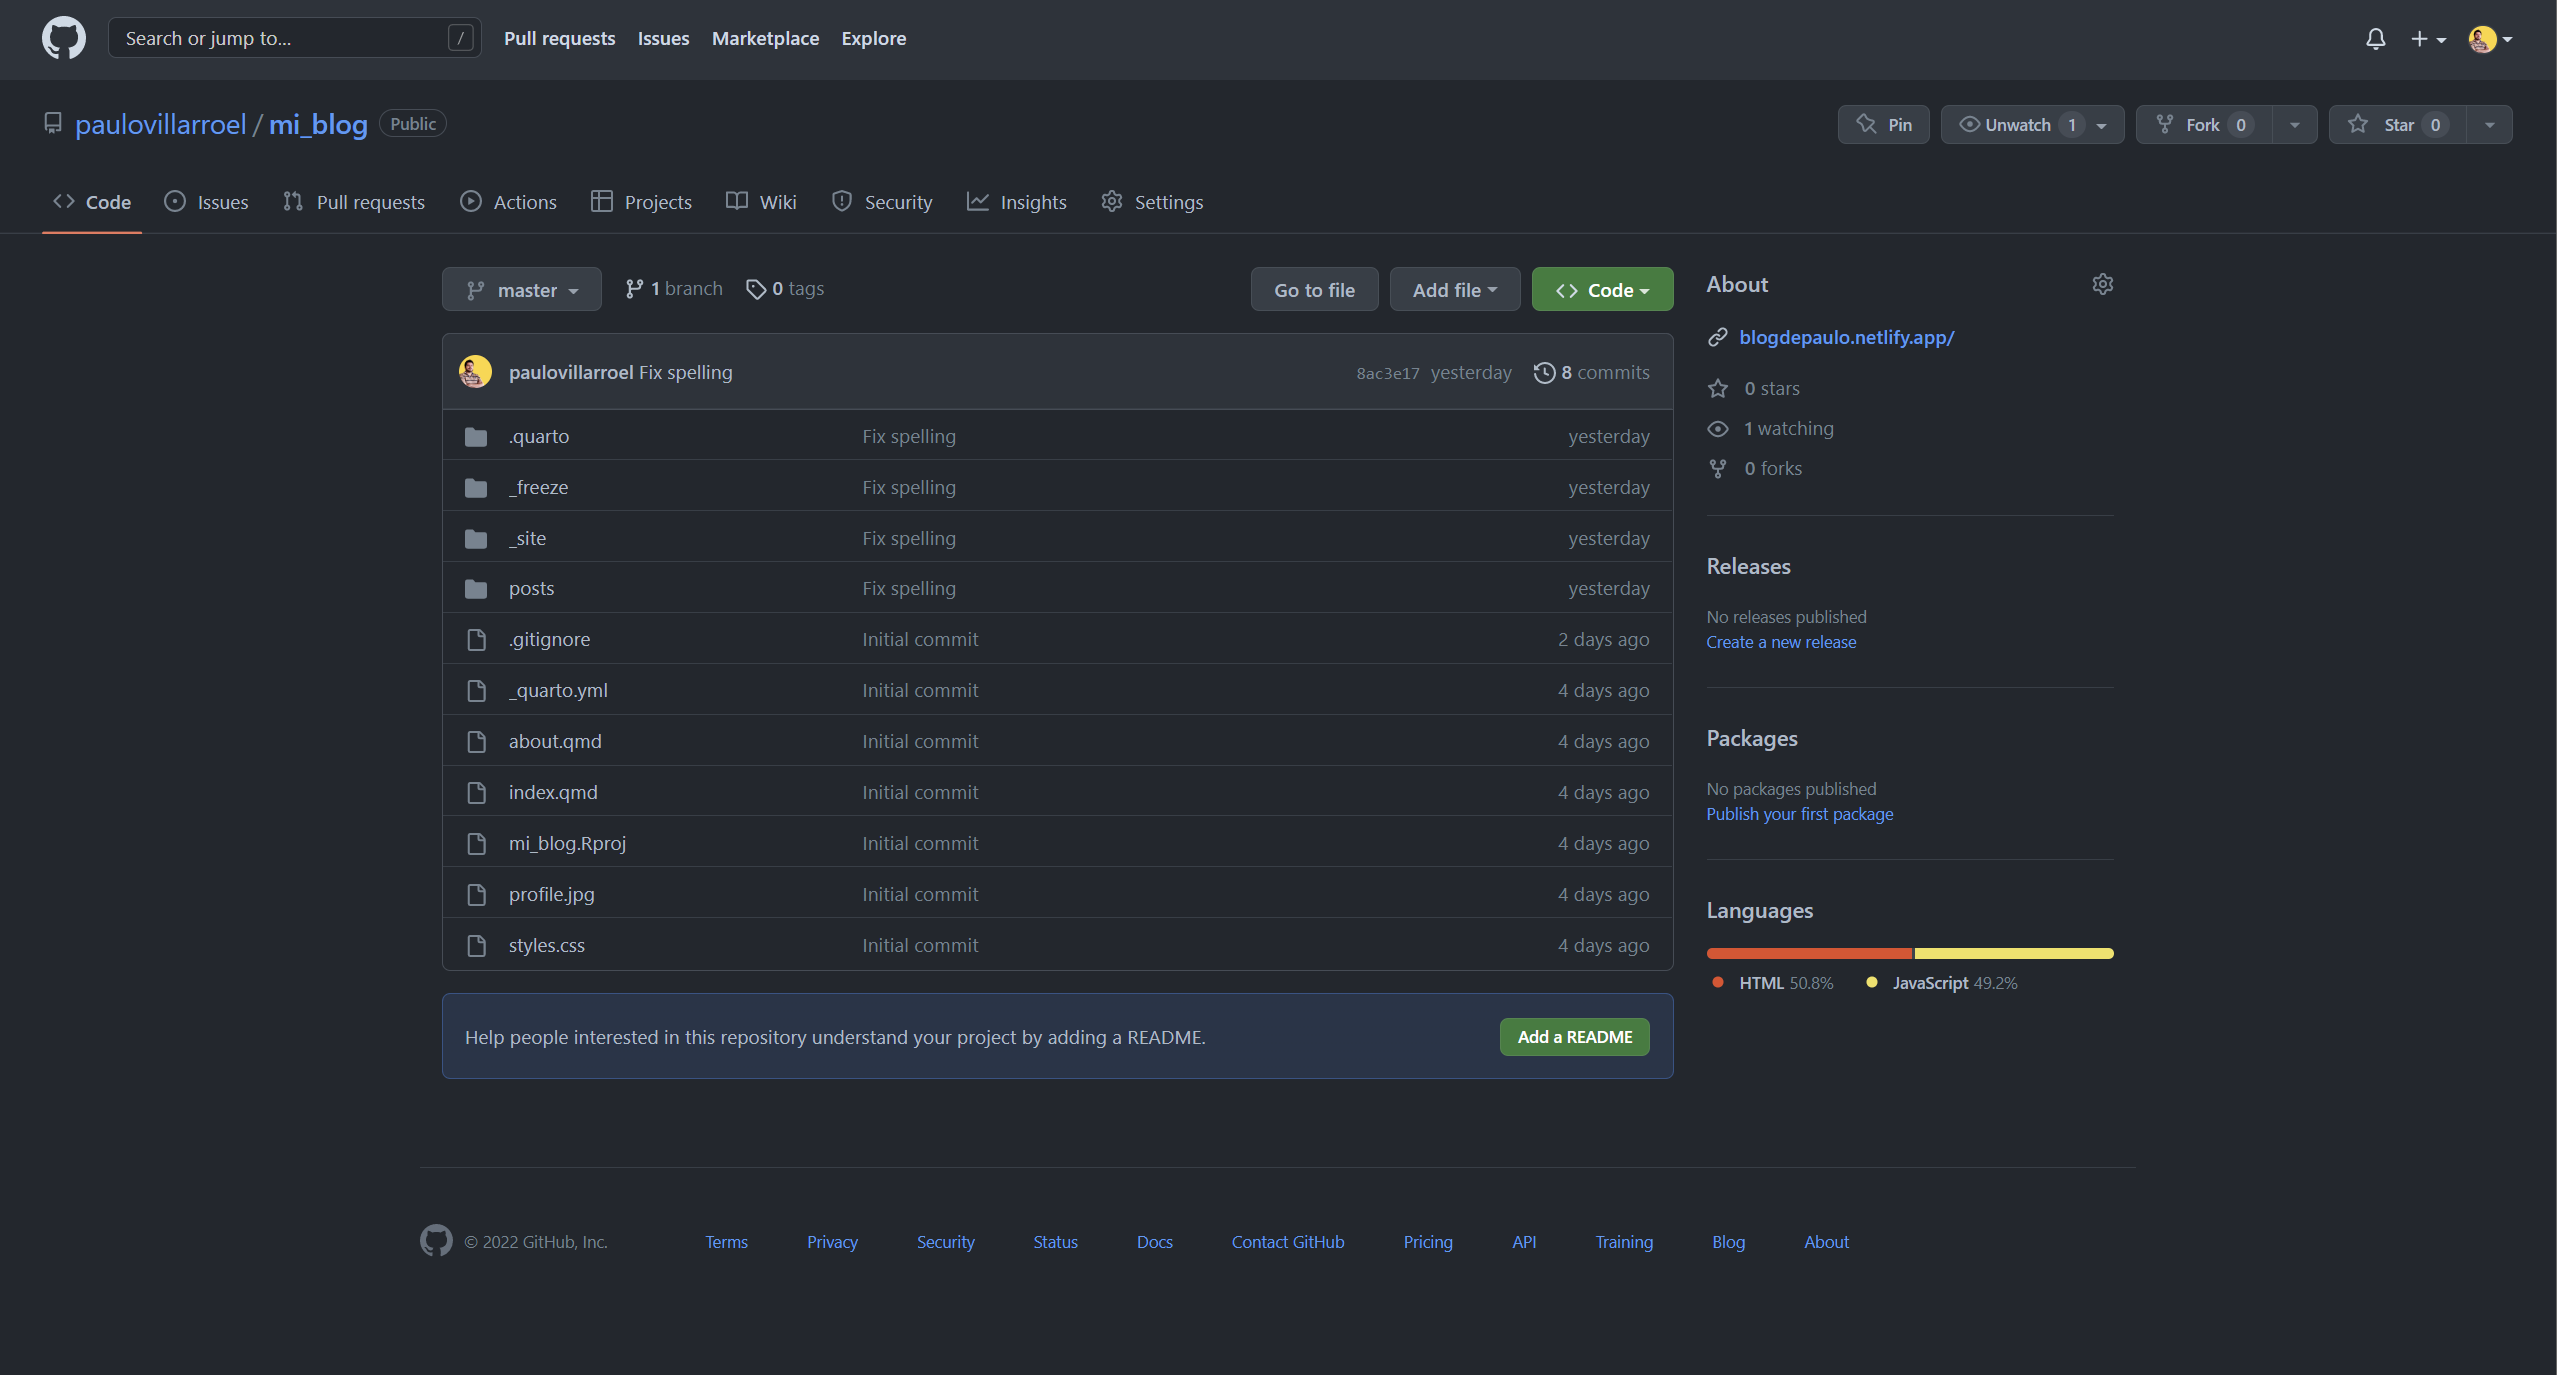 Search or jump to... / Pull requests Issues Marketplace Explore
paulovillarroel / mi_blog Public Pin Unwatch 1 Fork 0 Star 0
Code Issues Pull requests Actions Projects Wiki Security Insights Settings
master 1 branch 0 tags Go to file Add file Code
paulovillarroel Fix spelling 8ac3e17 yesterday 8 commits
.quarto Fix spelling yesterday
_freeze Fix spelling yesterday
_site Fix spelling yesterday
posts Fix spelling yesterday
.gitignore Initial commit 2 days ago
_quarto.yml Initial commit 4 days ago
about.qmd Initial commit 4 days ago
index.qmd Initial commit 4 days ago
mi_blog.Rproj Initial commit 4 days ago
profile.jpg Initial commit 4 days ago
styles.css Initial commit 4 days ago
Help people interested in this repository understand your project by adding a README. Add a README
About
blogdepaulo.netlify.app/
0 stars
1 watching
0 forks
Releases
No releases published
Create a new release
Packages
No packages published
Publish your first package
Languages
HTML 50.8% JavaScript 49.2%
© 2022 GitHub, Inc. Terms Privacy Security Status Docs Contact GitHub Pricing API Training Blog About